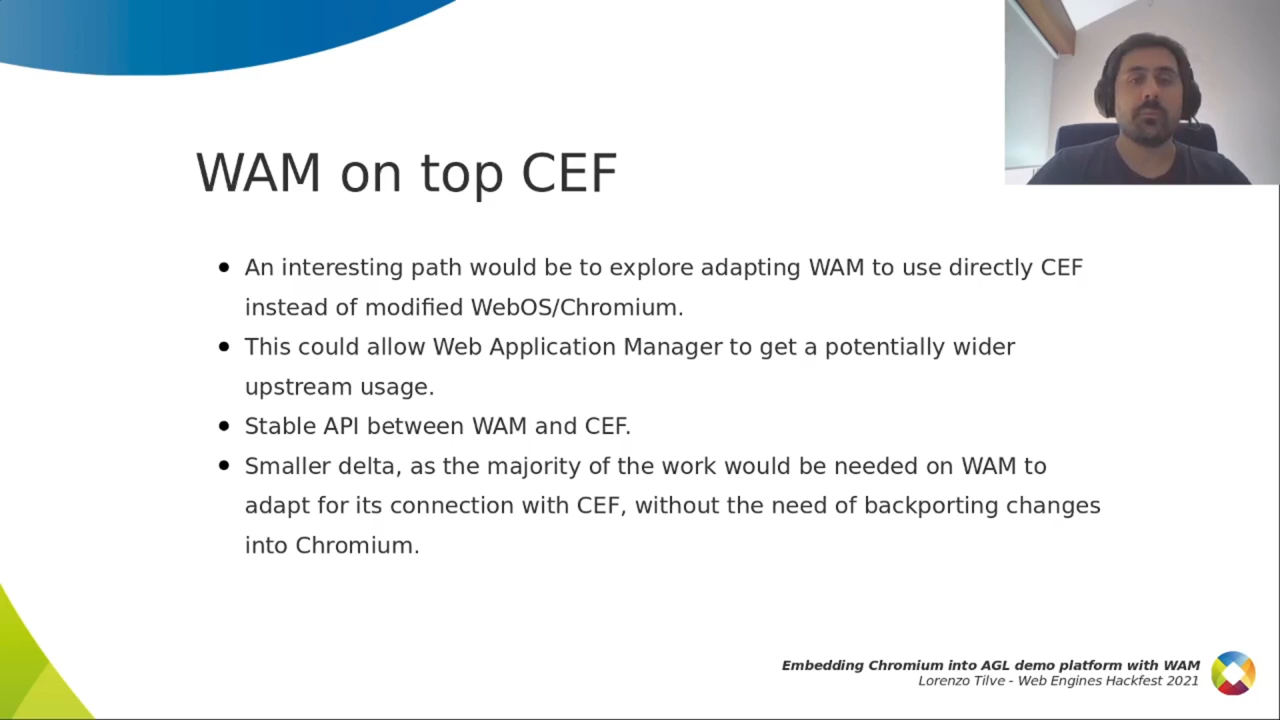 WAM on top CEF
An interesting path would be to explore adapting WAM to use directly CEF
instead of modified WebOS/Chromium.
This could allow Web Application Manager to get a potentially wider
upstream usage.
Stable API between WAM and CEF.
Smaller delta, as the majority of the work would be needed on WAM to
adapt for its connection with CEF, without the need of backporting changes
into Chromium.
Embedding Chromium into AGL demo platform with WAM
Lorenzo Tilve - Web Engines Hackfest 2021